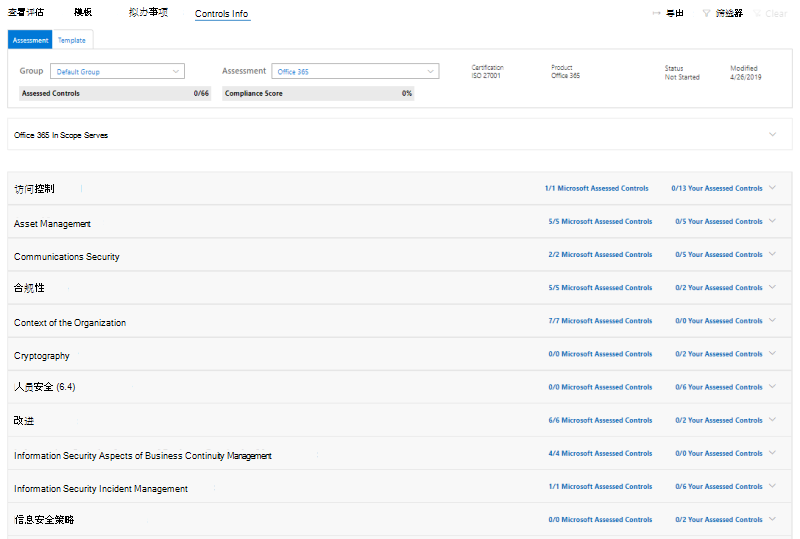 查看评估 模板 拟办事项 Controls Info 导出 筛选器 Clear
Assessment Template
Group Default Group Assessment Office 365 Certification ISO 27001 Product Office 365 Status Not Started Modified 4/26/2019
Assessed Controls 0/66 Compliance Score 0%
Office 365 In Scope Serves
访问控制 1/1 Microsoft Assessed Controls 0/13 Your Assessed Controls
Asset Management 5/5 Microsoft Assessed Controls 0/5 Your Assessed Controls
Communications Security 2/2 Microsoft Assessed Controls 0/5 Your Assessed Controls
合规性 5/5 Microsoft Assessed Controls 0/2 Your Assessed Controls
Context of the Organization 7/7 Microsoft Assessed Controls 0/0 Your Assessed Controls
Cryptography 0/0 Microsoft Assessed Controls 0/2 Your Assessed Controls
人员安全 (6.4) 0/0 Microsoft Assessed Controls 0/6 Your Assessed Controls
改进 6/6 Microsoft Assessed Controls 0/2 Your Assessed Controls
Information Security Aspects of Business Continuity Management 4/4 Microsoft Assessed Controls 0/0 Your Assessed Controls
Information Security Incident Management 1/1 Microsoft Assessed Controls 0/6 Your Assessed Controls
信息安全策略 0/0 Microsoft Assessed Controls 0/2 Your Assessed Controls